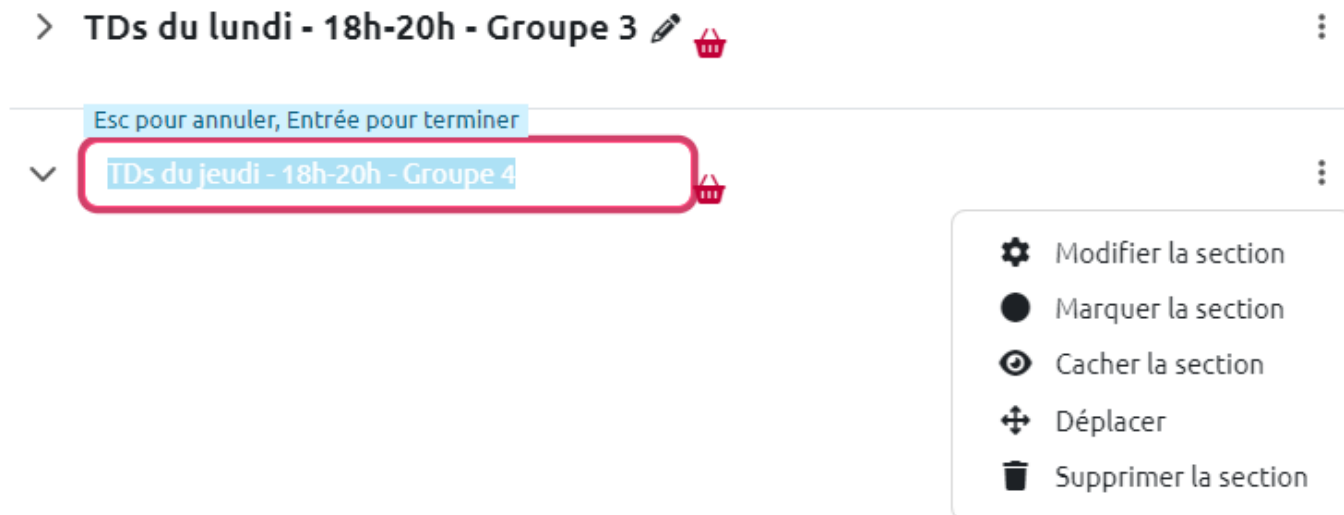 TDs du lundi - 18h-20h - Groupe 3
Esc pour annuler, Entrée pour terminer
TDs du jeudi - 18h-20h - Groupe 4
Modifier la section
Marquer la section
Cacher la section
Déplacer
Supprimer la section